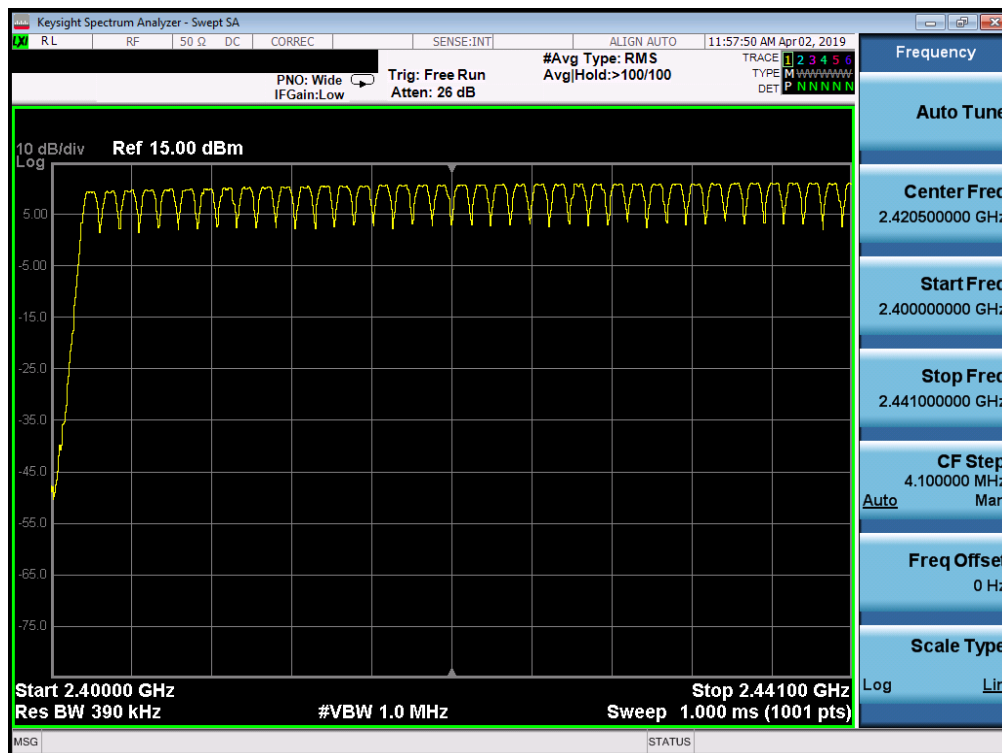 Keysight Spectrum Analyzer - Swept SA
LXI RL RF 50 Ω DC CORREC SENSE:INT ALIGN AUTO 11:57:50 AM Apr 02, 2019
PNO: Wide
IFGain:Low
Trig: Free Run
Atten: 26 dB
#Avg Type: RMS
Avg|Hold:>100/100
TRACE 1 2 3 4 5 6
TYPE M WWWWW
DET P N N N N N
10 dB/div Ref 15.00 dBm
Log
5.00
-5.00
-15.0
-25.0
-35.0
-45.0
-55.0
-65.0
-75.0
Start 2.40000 GHz Stop 2.44100 GHz
Res BW 390 kHz #VBW 1.0 MHz Sweep 1.000 ms (1001 pts)
MSG STATUS
Frequency
Auto Tune
Center Freq
2.420500000 GHz
Start Freq
2.400000000 GHz
Stop Freq
2.441000000 GHz
CF Step
4.100000 MHz
Auto Man
Freq Offset
0 Hz
Scale Type
Log Lin